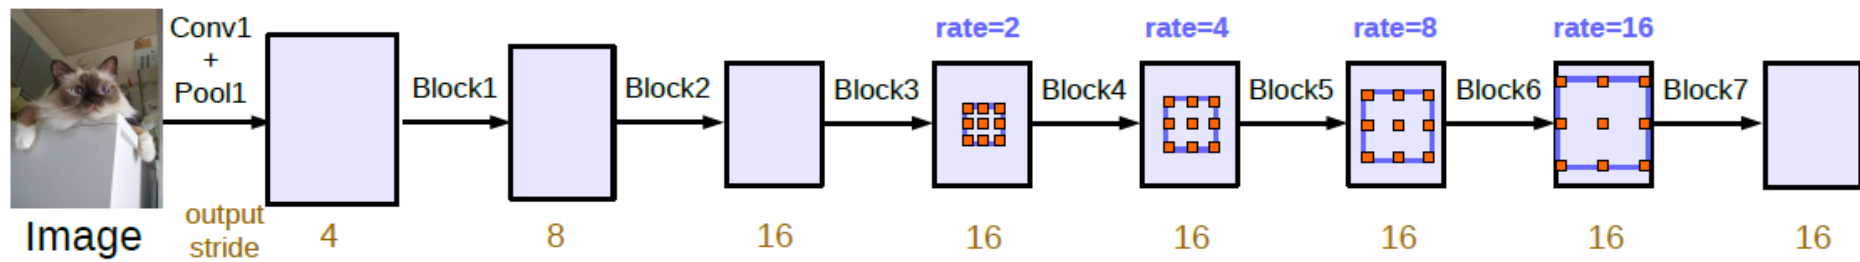 Conv1
+
Pool1
Block1
Block2
Block3
rate=2
Block4
rate=4
Block5
rate=8
Block6
rate=16
Block7
Image
output
stride
4
8
16
16
16
16
16
16